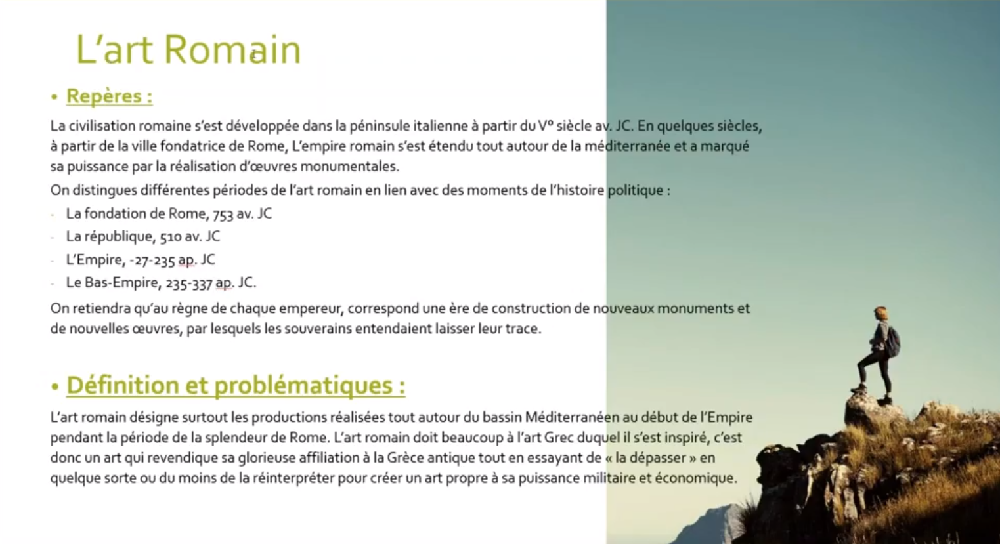 L'art Romain
• Repères :
La civilisation romaine s'est développée dans la péninsule italienne à partir du V° siècle av. JC. En quelques siècles,
à partir de la ville fondatrice de Rome, L'empire romain s'est étendu tout autour de la méditerranée et a marqué
sa puissance par la réalisation d'œuvres monumentales.
On distingues différentes périodes de l'art romain en lien avec des moments de l'histoire politique :
- La fondation de Rome, 753 av. JC
- La république, 510 av. JC
- L'Empire, -27-235 ap. JC
- Le Bas-Empire, 235-337 ap. JC.
On retiendra qu'au règne de chaque empereur, correspond une ère de construction de nouveaux monuments et
de nouvelles œuvres, par lesquels les souverains entendaient laisser leur trace.
• Définition et problématiques :
L'art romain désigne surtout les productions réalisées tout autour du bassin Méditerranéen au début de l'Empire
pendant la période de la splendeur de Rome. L'art romain doit beaucoup à l'art Grec duquel il s'est inspiré, c'est
donc un art qui revendique sa glorieuse affiliation à la Grèce antique tout en essayant de « la dépasser » en
quelque sorte ou du moins de la réinterpréter pour créer un art propre à sa puissance militaire et économique.